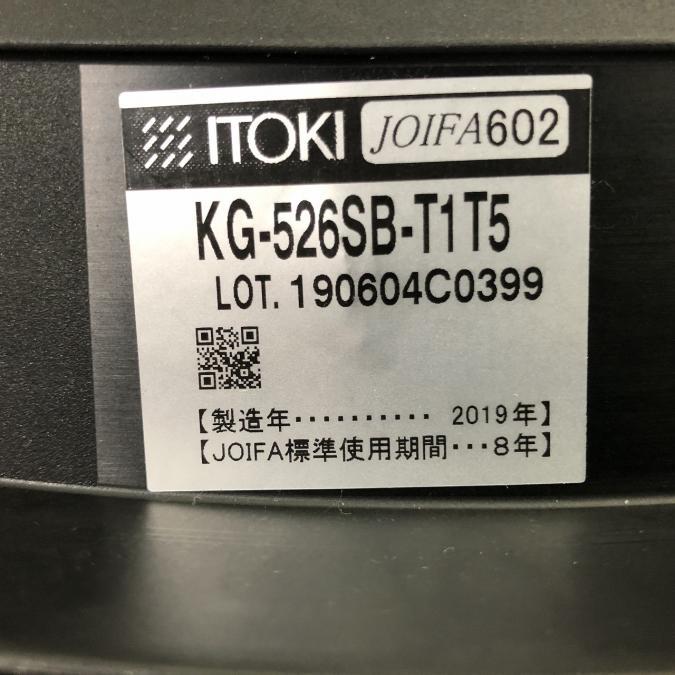 ITOKI JOIFA602
KG-526SB-T1T5
LOT. 190604C0399
【製造年·········· 2019年】
【JOIFA標準使用期間···8年】